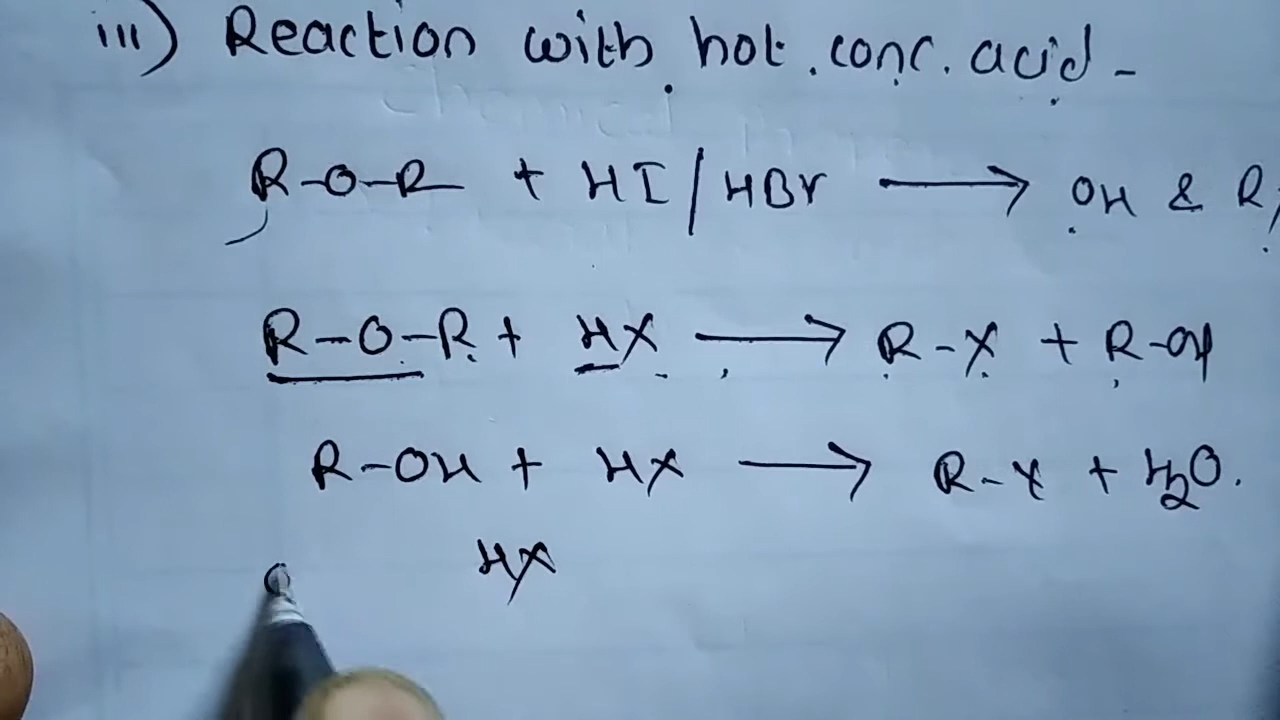 iii) Reaction with hot. conc. acid -
R-O-R + HI/HBr ⟶ OH & R
R-O-R + HX ⟶ R-X + R-OH
R-OH + HX ⟶ R-X + H2O.
HX